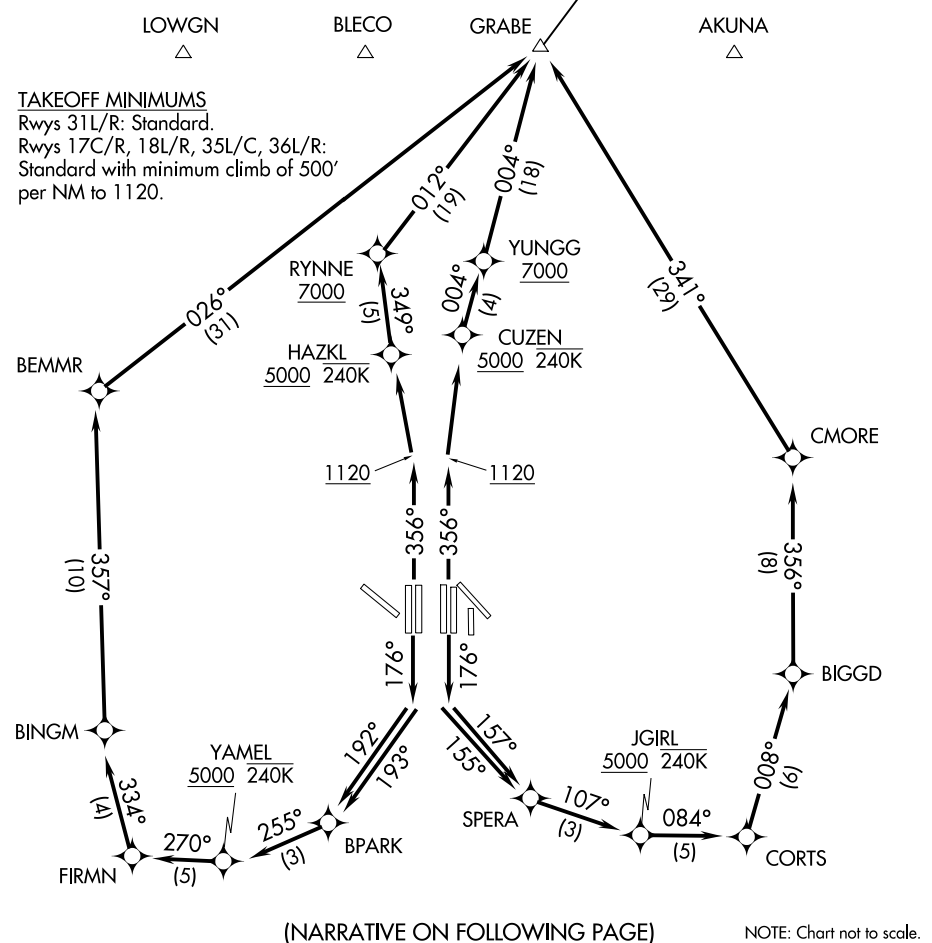 LOWGN
BLECO
GRABE
AKUNA
TAKEOFF MINIMUMS
Rwys 31L/R: Standard.
Rwys 17C/R, 18L/R, 35L/C, 36L/R:
Standard with minimum climb of 500'
per NM to 1120.
012°
(19)
004°
(18)
RYNNE
7000
YUNGG
7000
341°
(29)
026°
(31)
349°
(5)
004°
(4)
HAZKL
5000 240K
CUZEN
5000 240K
BEMMR
CMORE
1120
1120
356°
356°
357°
(10)
356°
(8)
176°
176°
BIGGD
BINGM
192°
193°
157°
155°
YAMEL
5000 240K
JGIRL
5000 240K
334°
(4)
008°
(6)
SPERA
107°
(3)
084°
(5)
CORTS
BPARK
255°
(3)
270°
(5)
FIRMN
(NARRATIVE ON FOLLOWING PAGE)
NOTE: Chart not to scale.